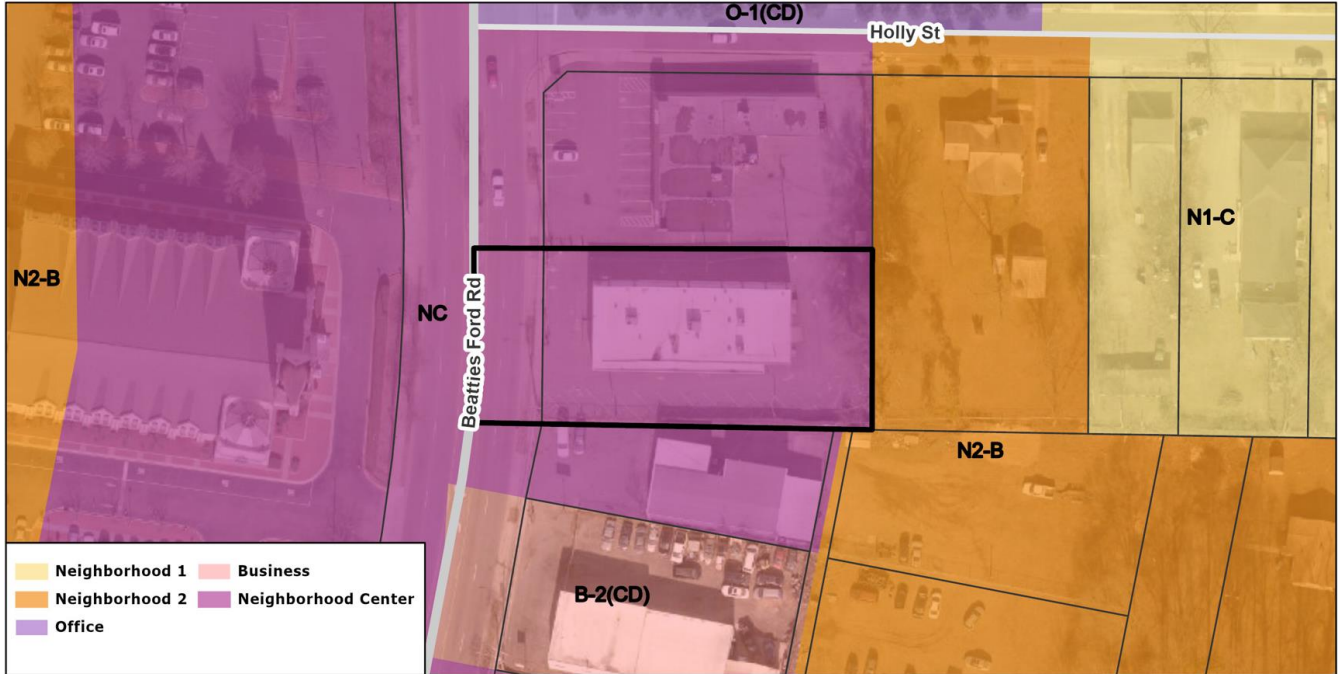 O-1(CD)
Holly St
N1-C
N2-B
NC
Beatties Ford Rd
N2-B
B-2(CD)
Neighborhood 1
Business
Neighborhood 2
Neighborhood Center
Office